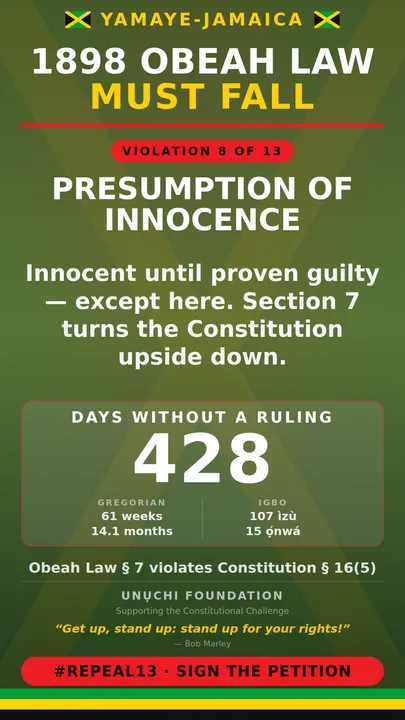 YAMAYE-JAMAICA
1898 OBEAH LAW
MUST FALL
VIOLATION 8 OF 13
PRESUMPTION OF
INNOCENCE
Innocent until proven guilty
— except here. Section 7
turns the Constitution
upside down.
DAYS WITHOUT A RULING
428
GREGORIAN
61 weeks
14.1 months
IGBO
107 ìzù
15 ọ́nwá
Obeah Law § 7 violates Constitution § 16(5)
UNỤCHI FOUNDATION
Supporting the Constitutional Challenge
“Get up, stand up: stand up for your rights!”
— Bob Marley
#REPEAL13 · SIGN THE PETITION